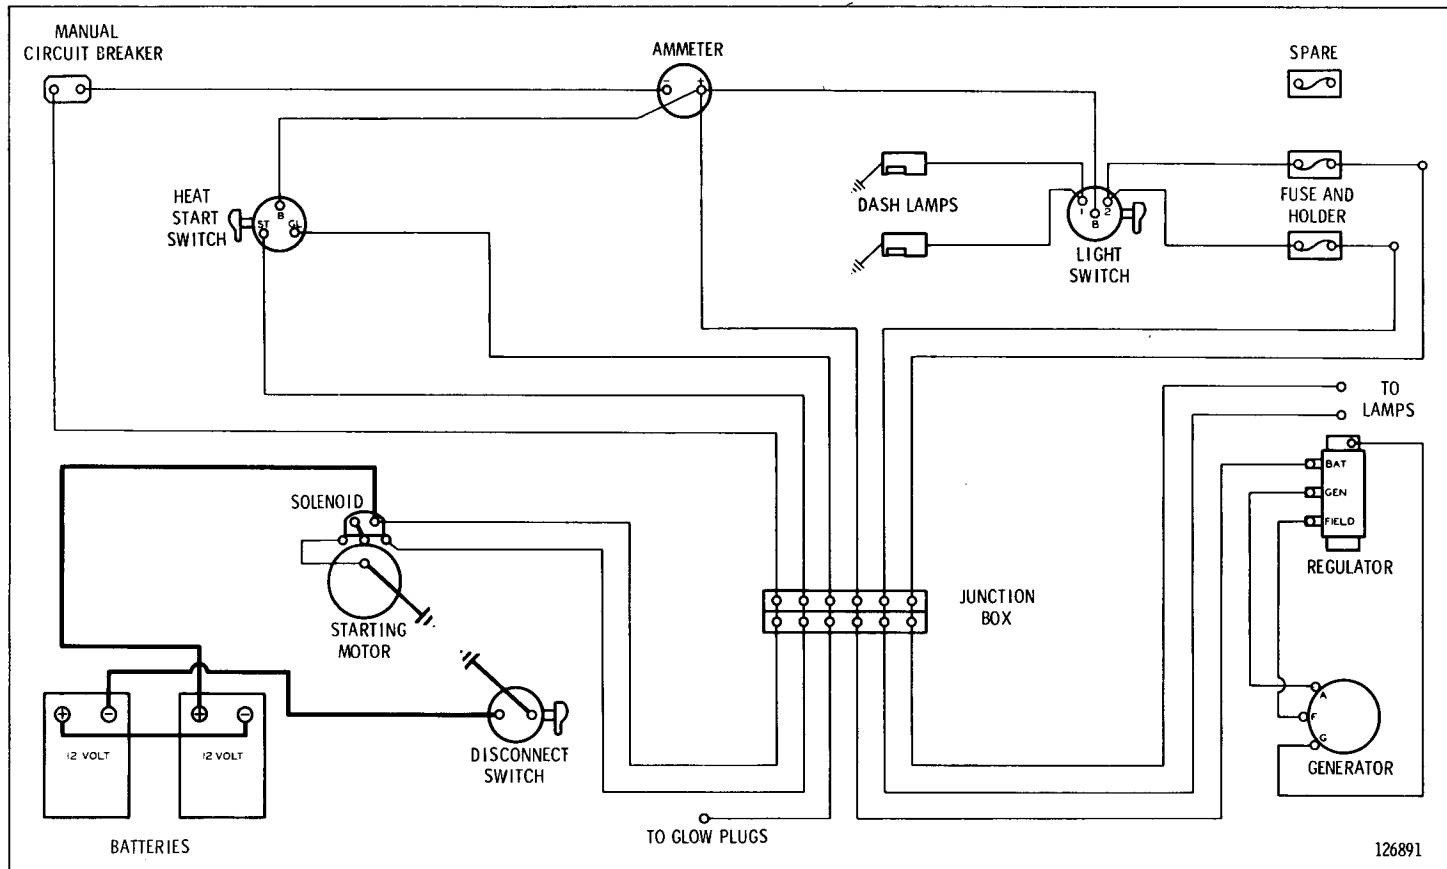 MANUAL
CIRCUIT BREAKER
AMMETER
SPARE
- +
HEAT
START
SWITCH
B
ST GL
DASH LAMPS
1 2
B
LIGHT
SWITCH
FUSE AND
HOLDER
TO
LAMPS
SOLENOID
BAT
GEN
FIELD
REGULATOR
STARTING
MOTOR
JUNCTION
BOX
+ - + -
12 VOLT 12 VOLT
BATTERIES
DISCONNECT
SWITCH
TO GLOW PLUGS
A
F
G
GENERATOR
126891